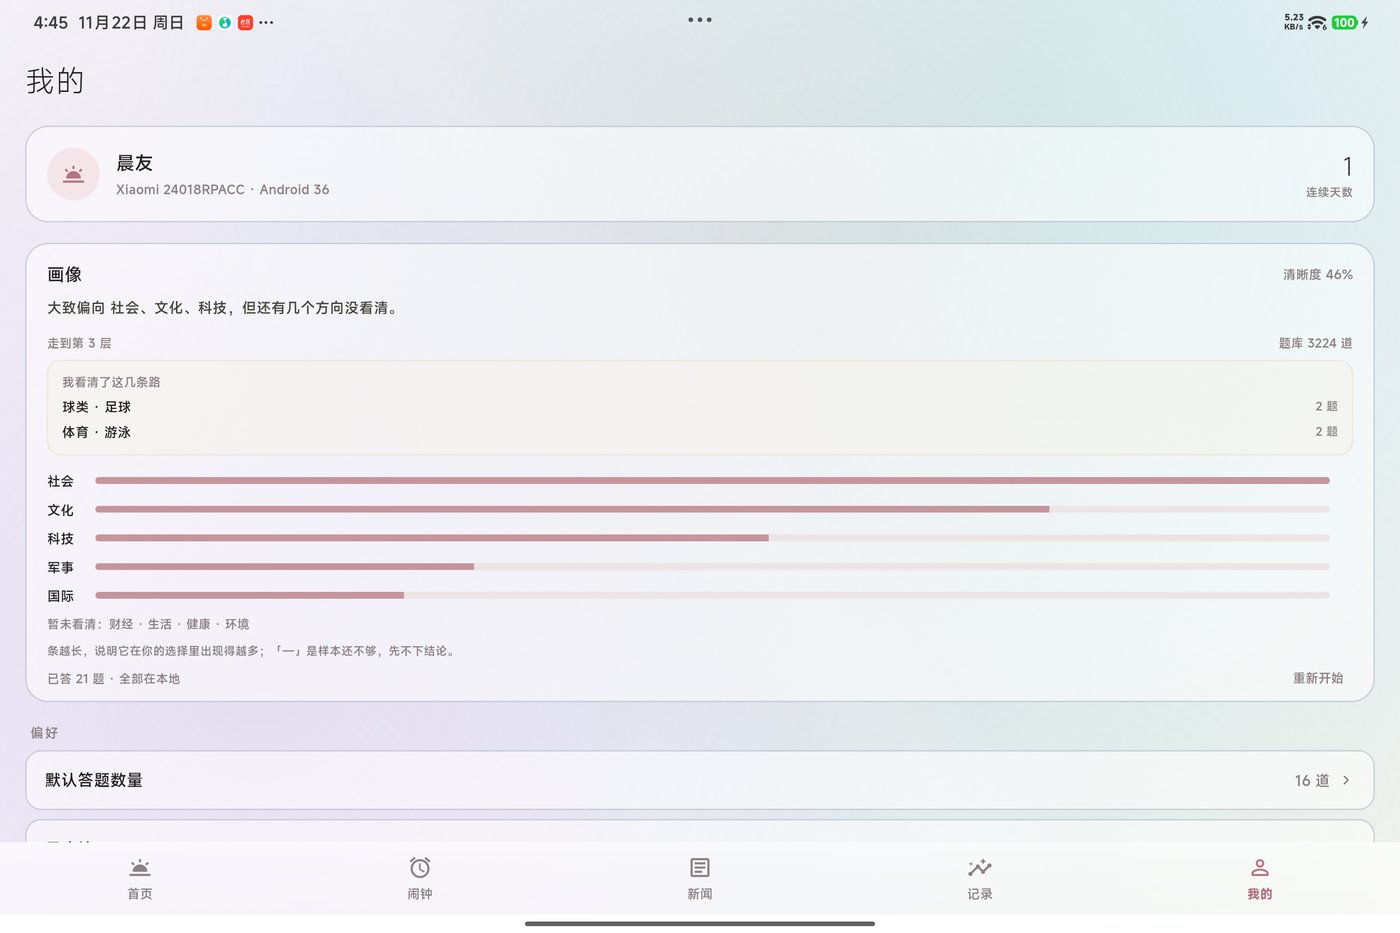 4:45 11月22日 周日
5.23 KB/s 100
我的
晨友
Xiaomi 24018RPACC · Android 36
1
连续天数
画像
清晰度 46%
大致偏向 社会、文化、科技，但还有几个方向没看清。
走到第 3 层
题库 3224 道
我看清了这几条路
球类 · 足球
2 题
体育 · 游泳
2 题
社会
文化
科技
军事
国际
暂未看清：财经 · 生活 · 健康 · 环境
条越长，说明它在你的选择里出现得越多；「—」是样本还不够，先不下结论。
已答 21 题 · 全部在本地
重新开始
偏好
默认答题数量
16 道
首页
闹钟
新闻
记录
我的